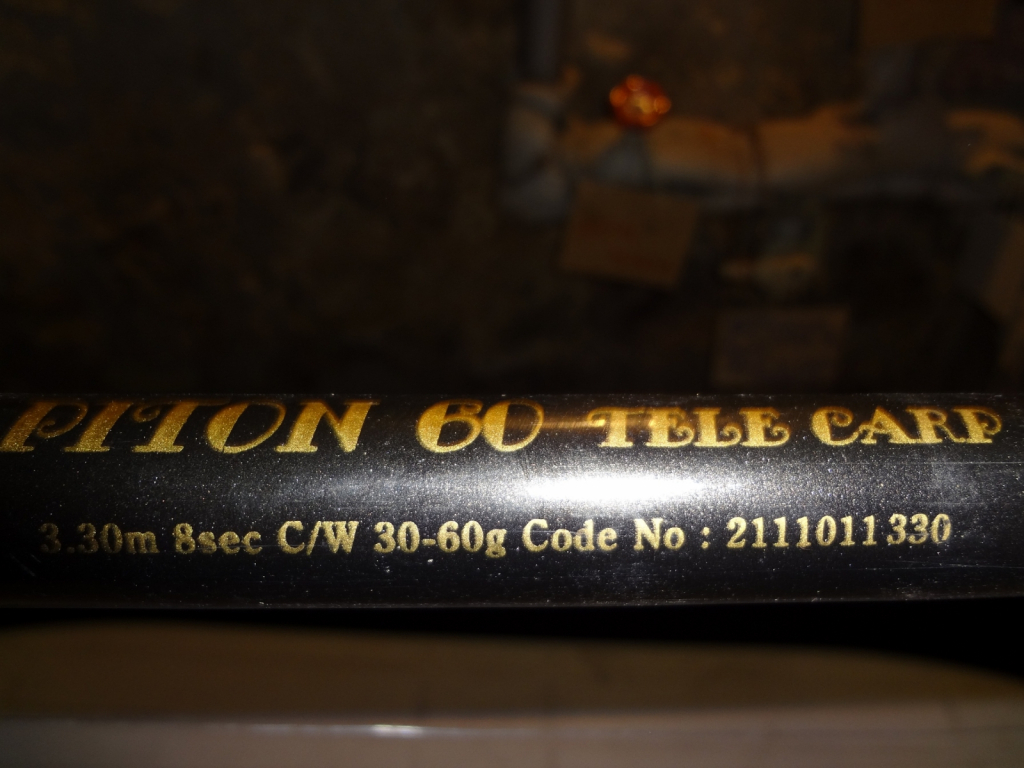 PITON 60 TELE CARP
3.30m 8sec C/W 30-60g Code No : 2111011330